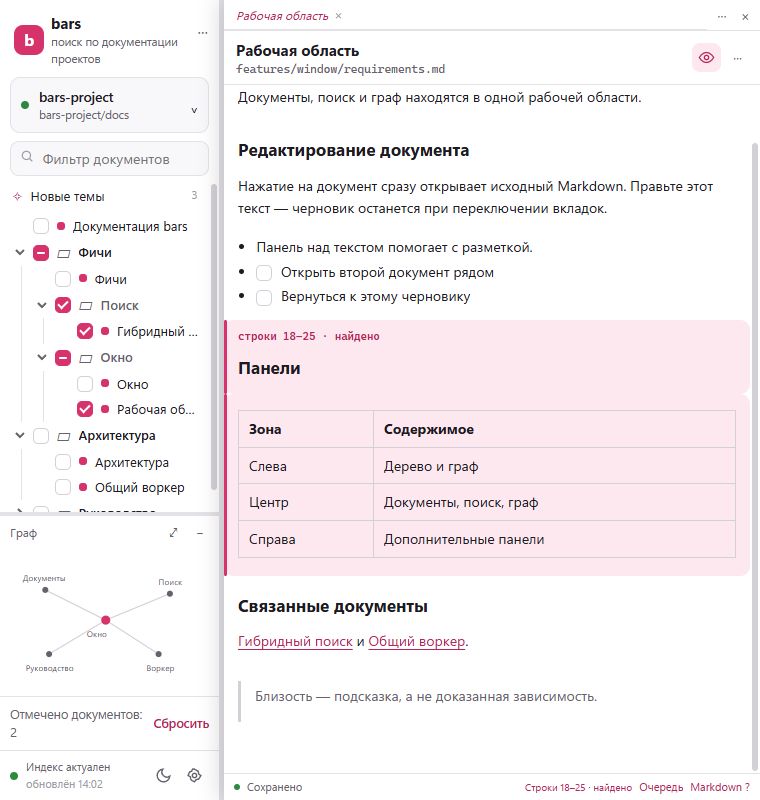 b
bars
поиск по документации
проектов
bars-project
bars-project/docs
Фильтр документов
Новые темы 3
Документация bars
Фичи
Фичи
Поиск
Гибридный ...
Окно
Окно
Рабочая об...
Архитектура
Архитектура
Общий воркер
Граф
Документы
Поиск
Окно
Руководство
Воркер
Отмечено документов:
2
Сбросить
Индекс актуален
обновлён 14:02
Рабочая область ×
Рабочая область
features/window/requirements.md
Документы, поиск и граф находятся в одной рабочей области.
Редактирование документа
Нажатие на документ сразу открывает исходный Markdown. Правьте этот
текст — черновик останется при переключении вкладок.
• Панель над текстом помогает с разметкой.
• Открыть второй документ рядом
• Вернуться к этому черновику
строки 18–25 · найдено
Панели
Зона Содержимое
Слева Дерево и граф
Центр Документы, поиск, граф
Справа Дополнительные панели
Связанные документы
Гибридный поиск и Общий воркер.
Близость — подсказка, а не доказанная зависимость.
Сохранено
Строки 18–25 · найдено Очередь Markdown ?